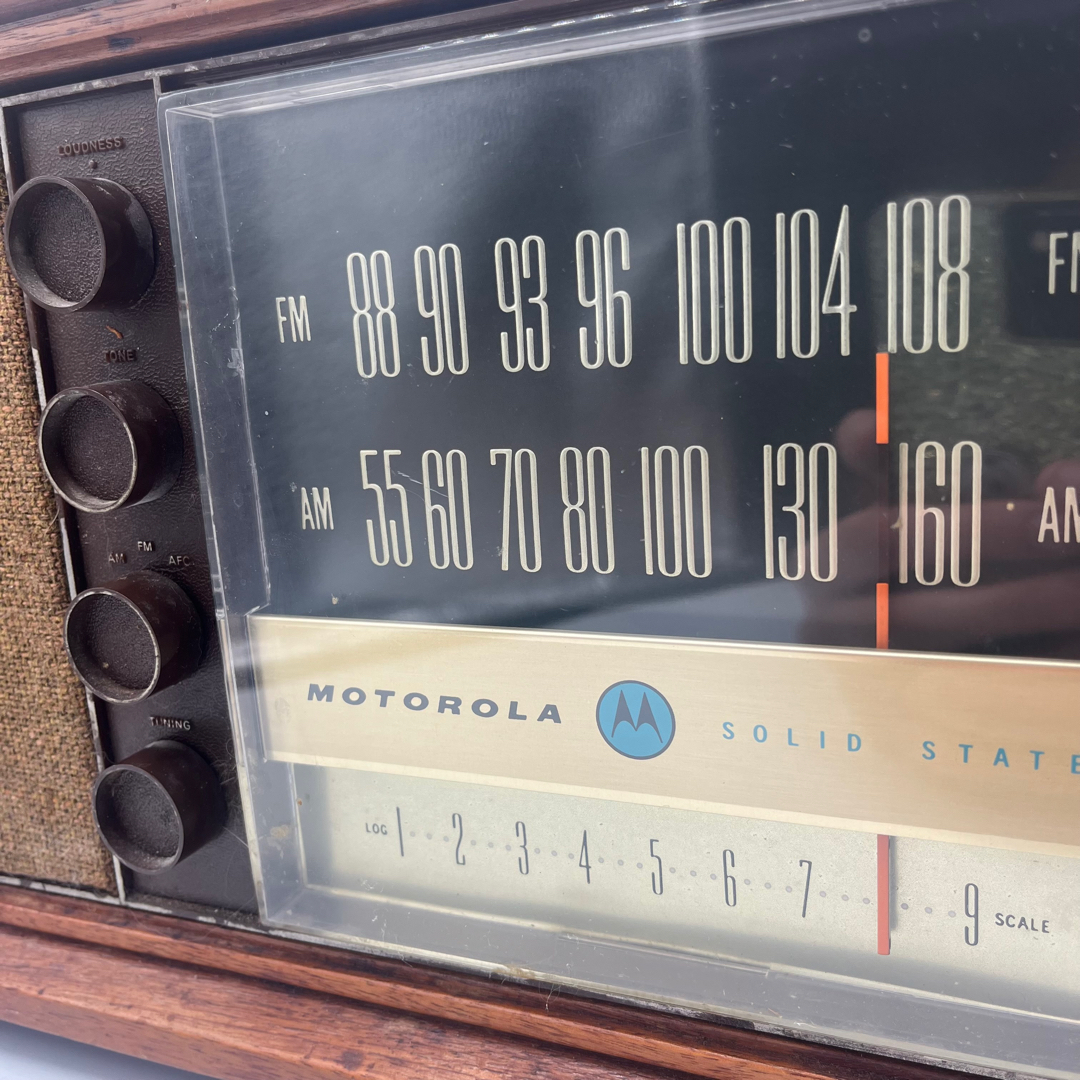 LOUDNESS
TONE
AM FM AFC
TUNING
FM 88 90 93 96 100 104 108
AM 55 60 70 80 100 130 160
MOTOROLA SOLID STATE
LOG 1 2 3 4 5 6 7 9 SCALE